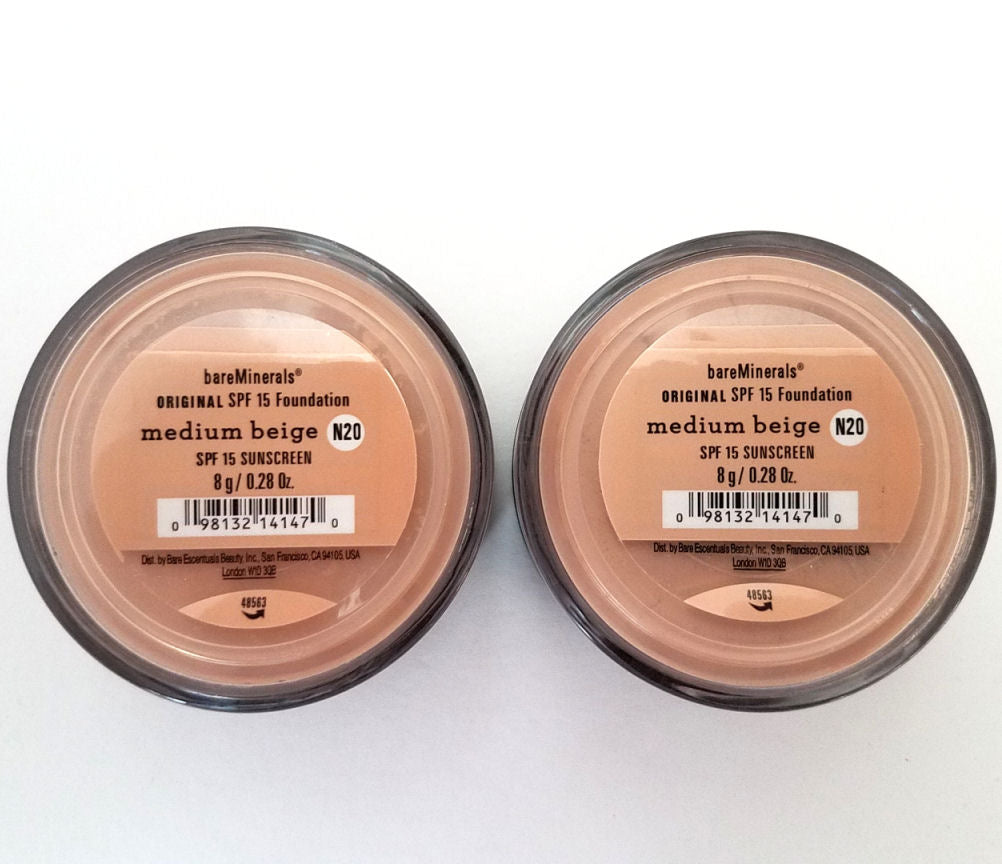 bareMinerals®
ORIGINAL SPF 15 Foundation
medium beige N20
SPF 15 SUNSCREEN
8 g/ 0.28 Oz.
0 98132 14147 0
Dist. by Bare Escentuals Beauty, Inc., San Francisco, CA 94105, USA
London W1D 3QB
48563
bareMinerals®
ORIGINAL SPF 15 Foundation
medium beige N20
SPF 15 SUNSCREEN
8 g/ 0.28 Oz.
0 98132 14147 0
Dist. by Bare Escentuals Beauty, Inc., San Francisco, CA 94105, USA
London W1D 3QB
48563